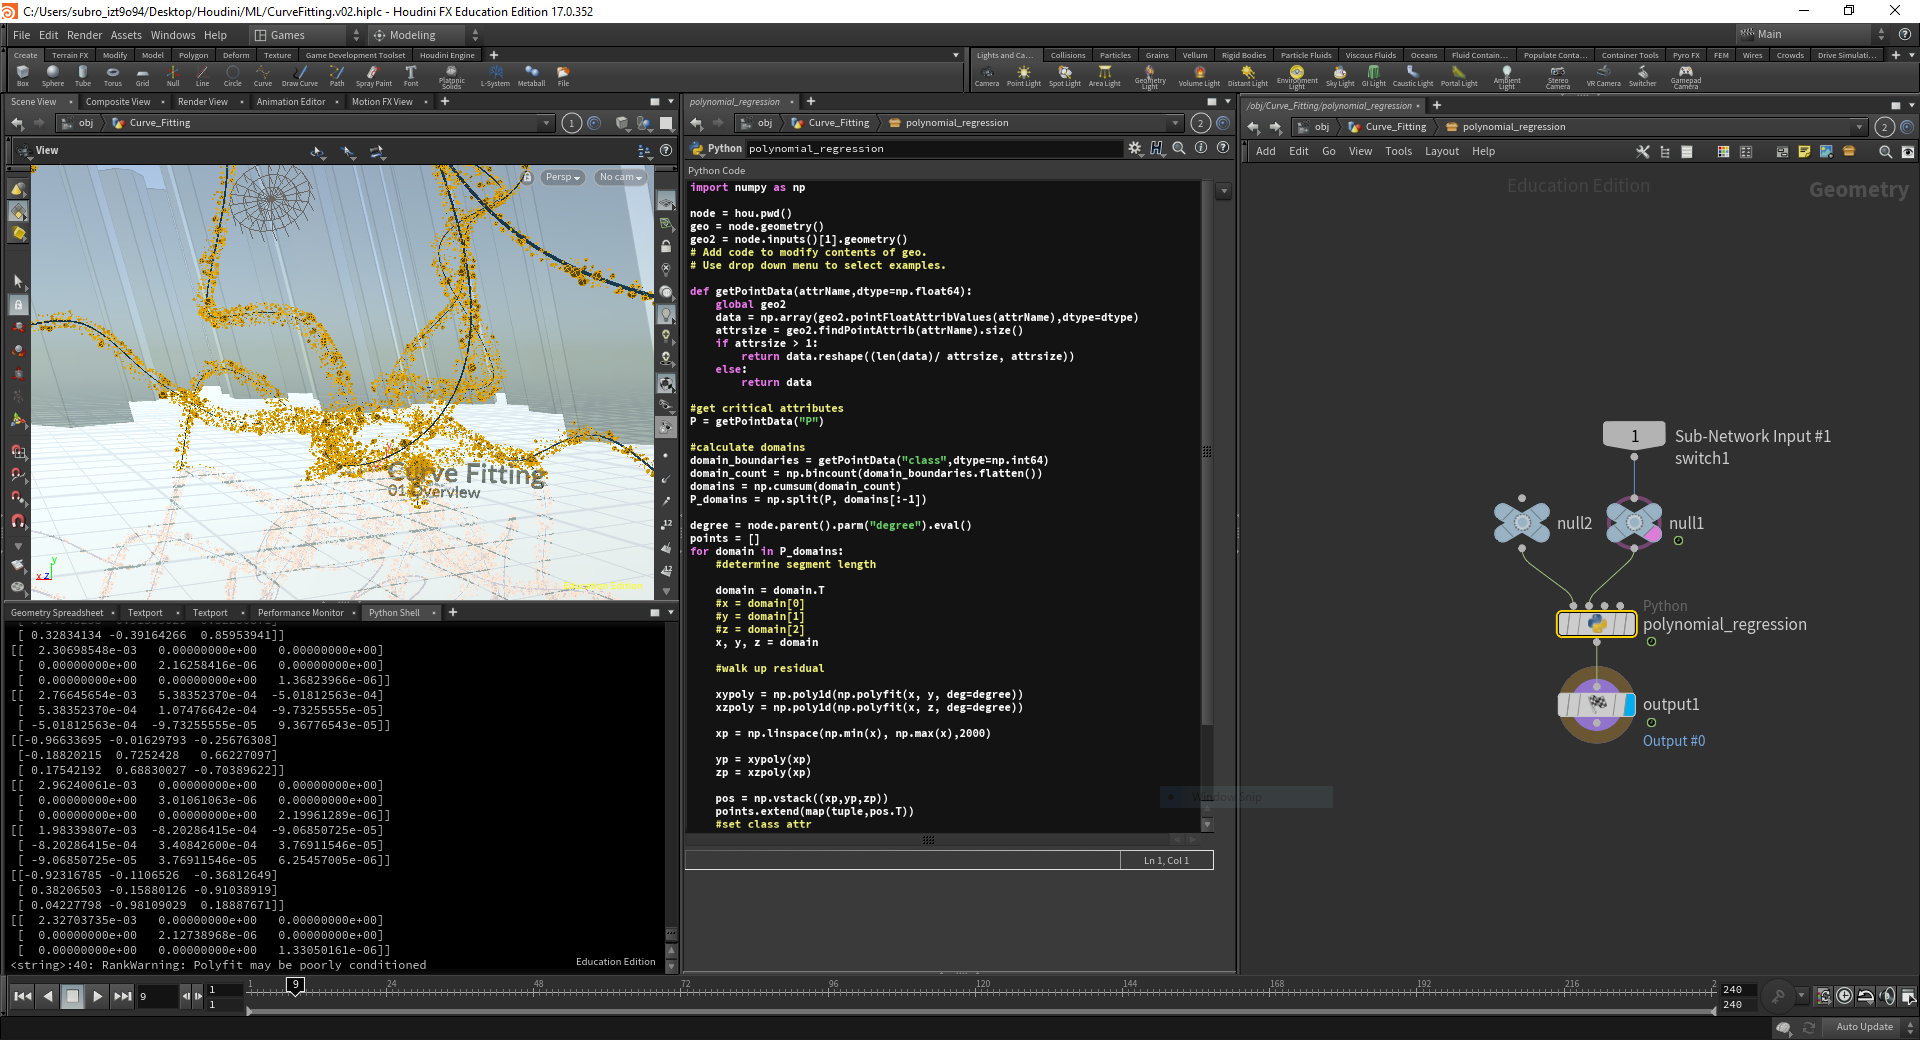 C:/Users/subro_izt9o94/Desktop/Houdini/ML/CurveFitting.v02.hiplc - Houdini FX Education Edition 17.0.352
File Edit Render Assets Windows Help Games Modeling Main
Create Terrain FX Modify Model Polygon Deform Texture Game Development Toolset Houdini Engine
Lights and Ca... Collisions Particles Grains Vellum Rigid Bodies Particle Fluids Viscous Fluids Oceans Fluid Contain... Populate Conta... Container Tools Pyro FX FEM Wires Crowds Drive Simulati...
Box Sphere Tube Torus Grid Null Line Circle Curve Draw Curve Path Spray Paint Font Platonic Solids L-System Metaball File
Camera Point Light Spot Light Area Light Geometry Light Volume Light Distant Light Environment Light Sky Light GI Light Caustic Light Portal Light Ambient Light Stereo Camera VR Camera Switcher Gamepad Camera
Scene View Composite View Render View Animation Editor Motion FX View
obj Curve_Fitting 1
View
Persp No cam
Curve Fitting
01 Overview
Education Edition
y
x z
12
12
12
Geometry Spreadsheet Textport Textport Performance Monitor Python Shell
[ 0.32834134 -0.39164266 0.85953941]]
[[ 2.30698548e-03 0.00000000e+00 0.00000000e+00]
[ 0.00000000e+00 2.16258416e-06 0.00000000e+00]
[ 0.00000000e+00 0.00000000e+00 1.36823966e-06]]
[[ 2.76645654e-03 5.38352370e-04 -5.01812563e-04]
[ 5.38352370e-04 1.07476642e-04 -9.73255555e-05]
[ -5.01812563e-04 -9.73255555e-05 9.36776543e-05]]
[[-0.96633695 -0.01629793 -0.25676308]
[-0.18820215 0.7252428 0.66227097]
[ 0.17542192 0.68830027 -0.70389622]]
[[ 2.96240061e-03 0.00000000e+00 0.00000000e+00]
[ 0.00000000e+00 3.01061063e-06 0.00000000e+00]
[ 0.00000000e+00 0.00000000e+00 2.19961289e-06]]
[[ 1.98339807e-03 -8.20286415e-04 -9.06850725e-05]
[ -8.20286415e-04 3.40842600e-04 3.76911546e-05]
[ -9.06850725e-05 3.76911546e-05 6.25457005e-06]]
[[-0.92316785 -0.1106526 -0.36812649]
[ 0.38206503 -0.15880126 -0.91038919]
[ 0.04227798 -0.98109029 0.18887671]]
[[ 2.32703735e-03 0.00000000e+00 0.00000000e+00]
[ 0.00000000e+00 2.12738968e-06 0.00000000e+00]
[ 0.00000000e+00 0.00000000e+00 1.33050161e-06]]
<string>:40: RankWarning: Polyfit may be poorly conditioned
Education Edition
polynomial_regression
obj Curve_Fitting polynomial_regression 2
Python polynomial_regression
Python Code
import numpy as np
node = hou.pwd()
geo = node.geometry()
geo2 = node.inputs()[1].geometry()
# Add code to modify contents of geo.
# Use drop down menu to select examples.
def getPointData(attrName,dtype=np.float64):
global geo2
data = np.array(geo2.pointFloatAttribValues(attrName),dtype=dtype)
attrsize = geo2.findPointAttrib(attrName).size()
if attrsize > 1:
return data.reshape((len(data)/ attrsize, attrsize))
else:
return data
#get critical attributes
P = getPointData("P")
#calculate domains
domain_boundaries = getPointData("class",dtype=np.int64)
domain_count = np.bincount(domain_boundaries.flatten())
domains = np.cumsum(domain_count)
P_domains = np.split(P, domains[:-1])
degree = node.parent().parm("degree").eval()
points = []
for domain in P_domains:
#determine segment length
domain = domain.T
#x = domain[0]
#y = domain[1]
#z = domain[2]
x, y, z = domain
#walk up residual
xypoly = np.poly1d(np.polyfit(x, y, deg=degree))
xzpoly = np.poly1d(np.polyfit(x, z, deg=degree))
xp = np.linspace(np.min(x), np.max(x),2000)
yp = xypoly(xp)
zp = xzpoly(xp)
pos = np.vstack((xp,yp,zp))
points.extend(map(tuple,pos.T))
#set class attr
Ln 1, Col 1
Window Snip
/obj/Curve_Fitting/polynomial_regression
obj Curve_Fitting polynomial_regression 2
Add Edit Go View Tools Layout Help
Education Edition
Geometry
1
Sub-Network Input #1
switch1
null2
null1
Python
polynomial_regression
output1
Output #0
9
1
1
1 9 24 48 72 96 120 144 168 192 216 2
240
240
Auto Update